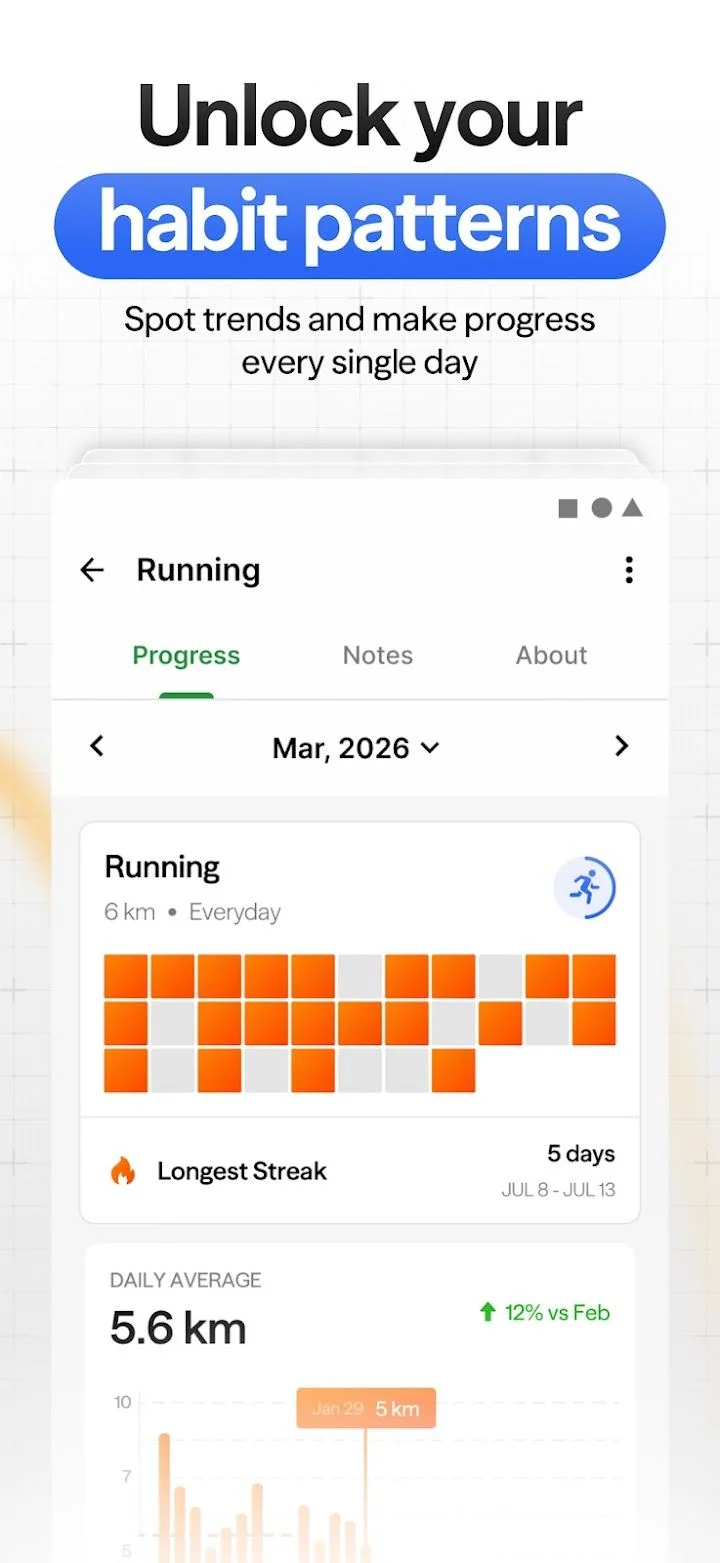 Unlock your
habit patterns
Spot trends and make progress
every single day
Running
Progress Notes About
Mar, 2026
Running
6 km • Everyday
Longest Streak
5 days
JUL 8 - JUL 13
DAILY AVERAGE
5.6 km
12% vs Feb
10
Jan 29 5 km
7
5